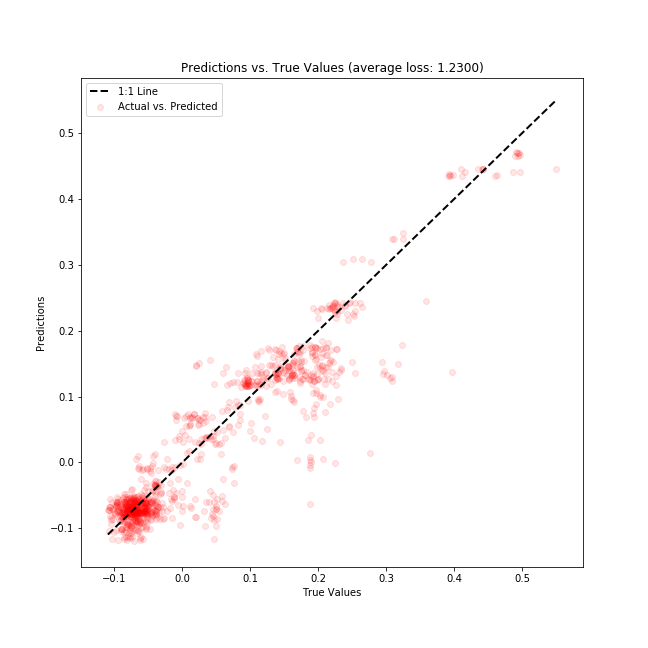 Predictions vs. True Values (average loss: 1.2300)
1:1 Line
Actual vs. Predicted
0.5
0.4
0.3
0.2
0.1
0.0
−0.1
Predictions
−0.1 0.0 0.1 0.2 0.3 0.4 0.5
True Values